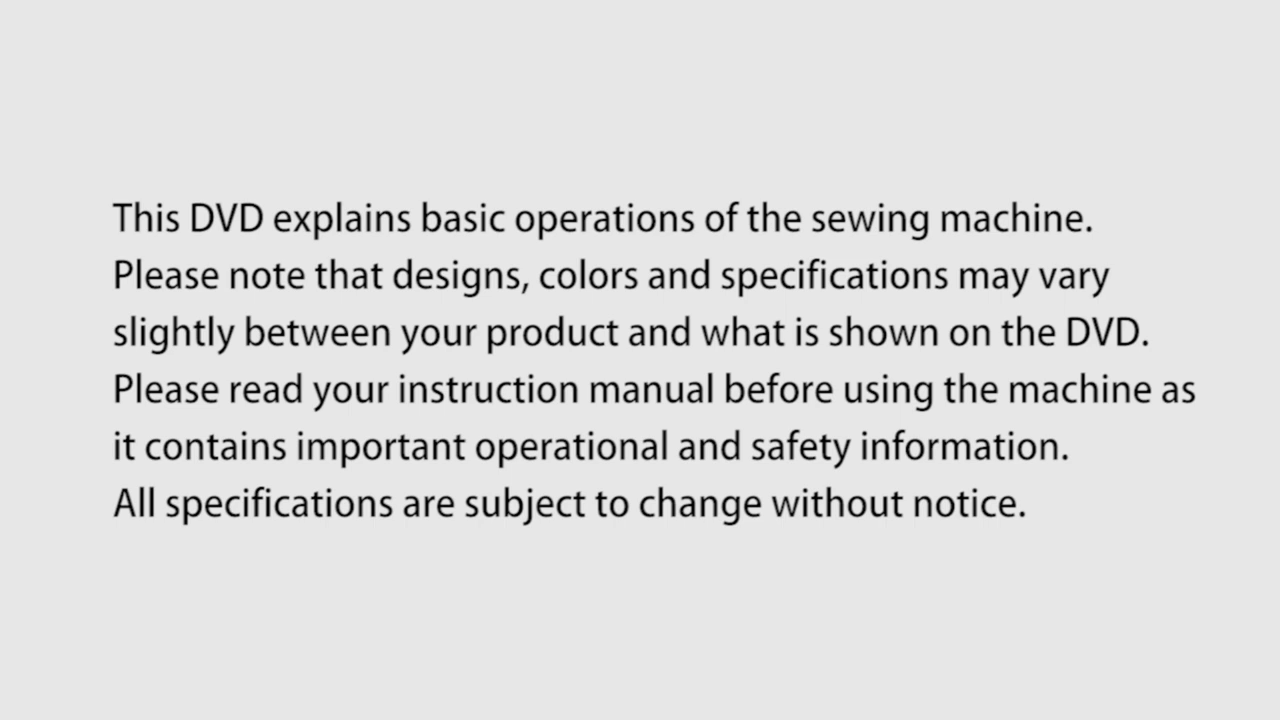 This DVD explains basic operations of the sewing machine.
Please note that designs, colors and specifications may vary
slightly between your product and what is shown on the DVD.
Please read your instruction manual before using the machine as
it contains important operational and safety information.
All specifications are subject to change without notice.